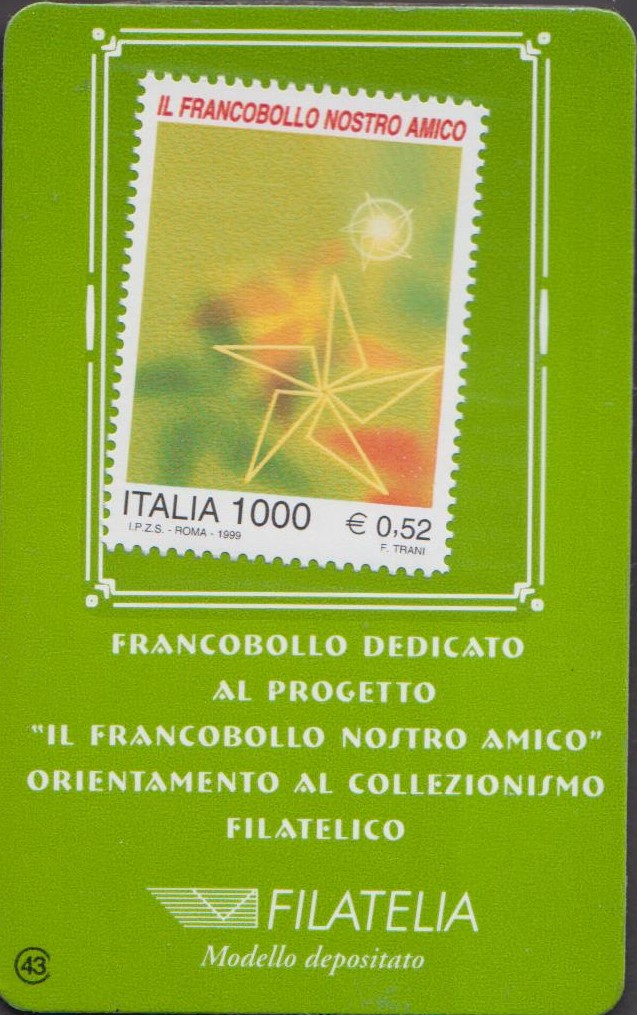 IL FRANCOBOLLO NOSTRO AMICO
ITALIA 1000 € 0,52
I.P.Z.S. - ROMA - 1999 F. TRANI
FRANCOBOLLO DEDICATO
AL PROGETTO
"IL FRANCOBOLLO NOSTRO AMICO"
ORIENTAMENTO AL COLLEZIONISMO
FILATELICO
FILATELIA
Modello depositato
43